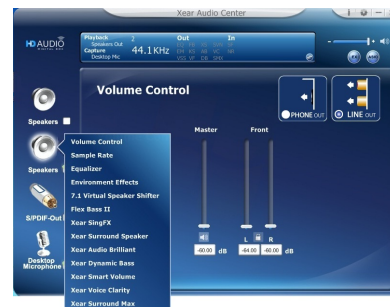 Xear Audio Center
HD AUDIO
Playback 2
Speakers Out
Capture 44.1KHz
Desktop Mic
Out In
Volume Control
PHONE OUT
LINE OUT
Speakers
Master Front
Speakers
Volume Control
Sample Rate
Equalizer
Environment Effects
7.1 Virtual Speaker Shifter
Flex Bass II
Xear SingFX
Xear Surround Speaker
Xear Audio Brilliant
Xear Dynamic Bass
Xear Smart Volume
Xear Voice Clarity
Xear Surround Max
S/PDIF-Out
Desktop
Microphone
L R
-60.00 dB -64.00 -60.00 dB